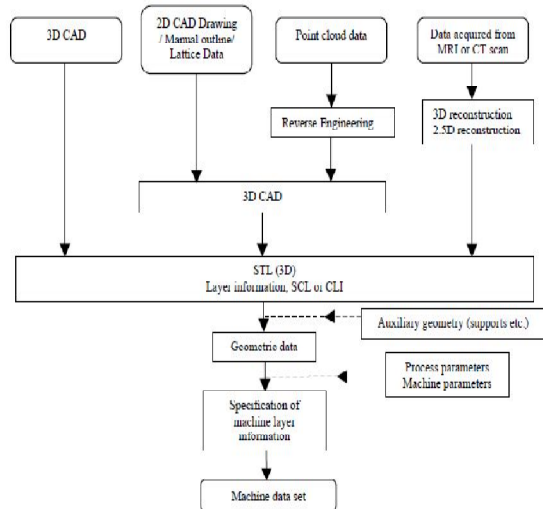 3D CAD
2D CAD Drawing
/ Manual outline/
Lattice Data
Point cloud data
Data acquired from
MRI or CT scan
Reverse Engineering
3D reconstruction
2.5D reconstruction
3D CAD
STL (3D)
Layer information, SCL or CLI
Auxiliary geometry (supports etc.)
Geometric data
Process parameters
Machine parameters
Specification of
machine layer
information
Machine data set